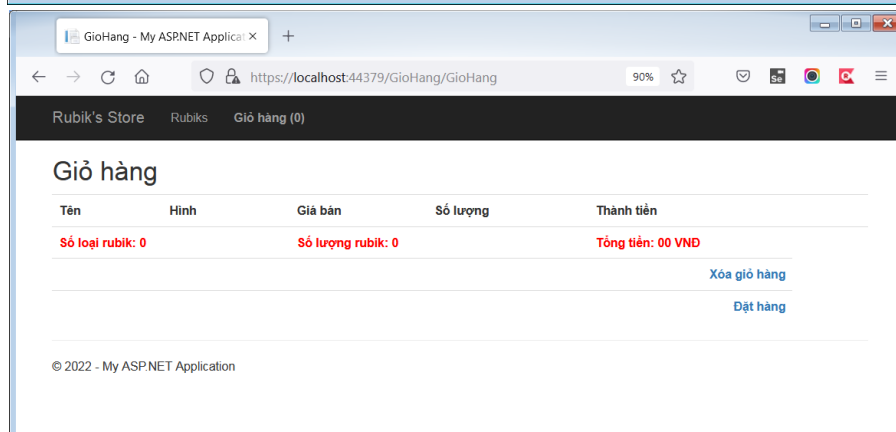 GioHang - My ASP.NET Applicat
https://localhost:44379/GioHang/GioHang 90%
Se
Rubik's Store Rubiks Giỏ hàng (0)
Giỏ hàng
Tên Hình Giá bán Số lượng Thành tiền
Số loại rubik: 0 Số lượng rubik: 0 Tổng tiền: 00 VNĐ
Xóa giỏ hàng
Đặt hàng
© 2022 - My ASP.NET Application